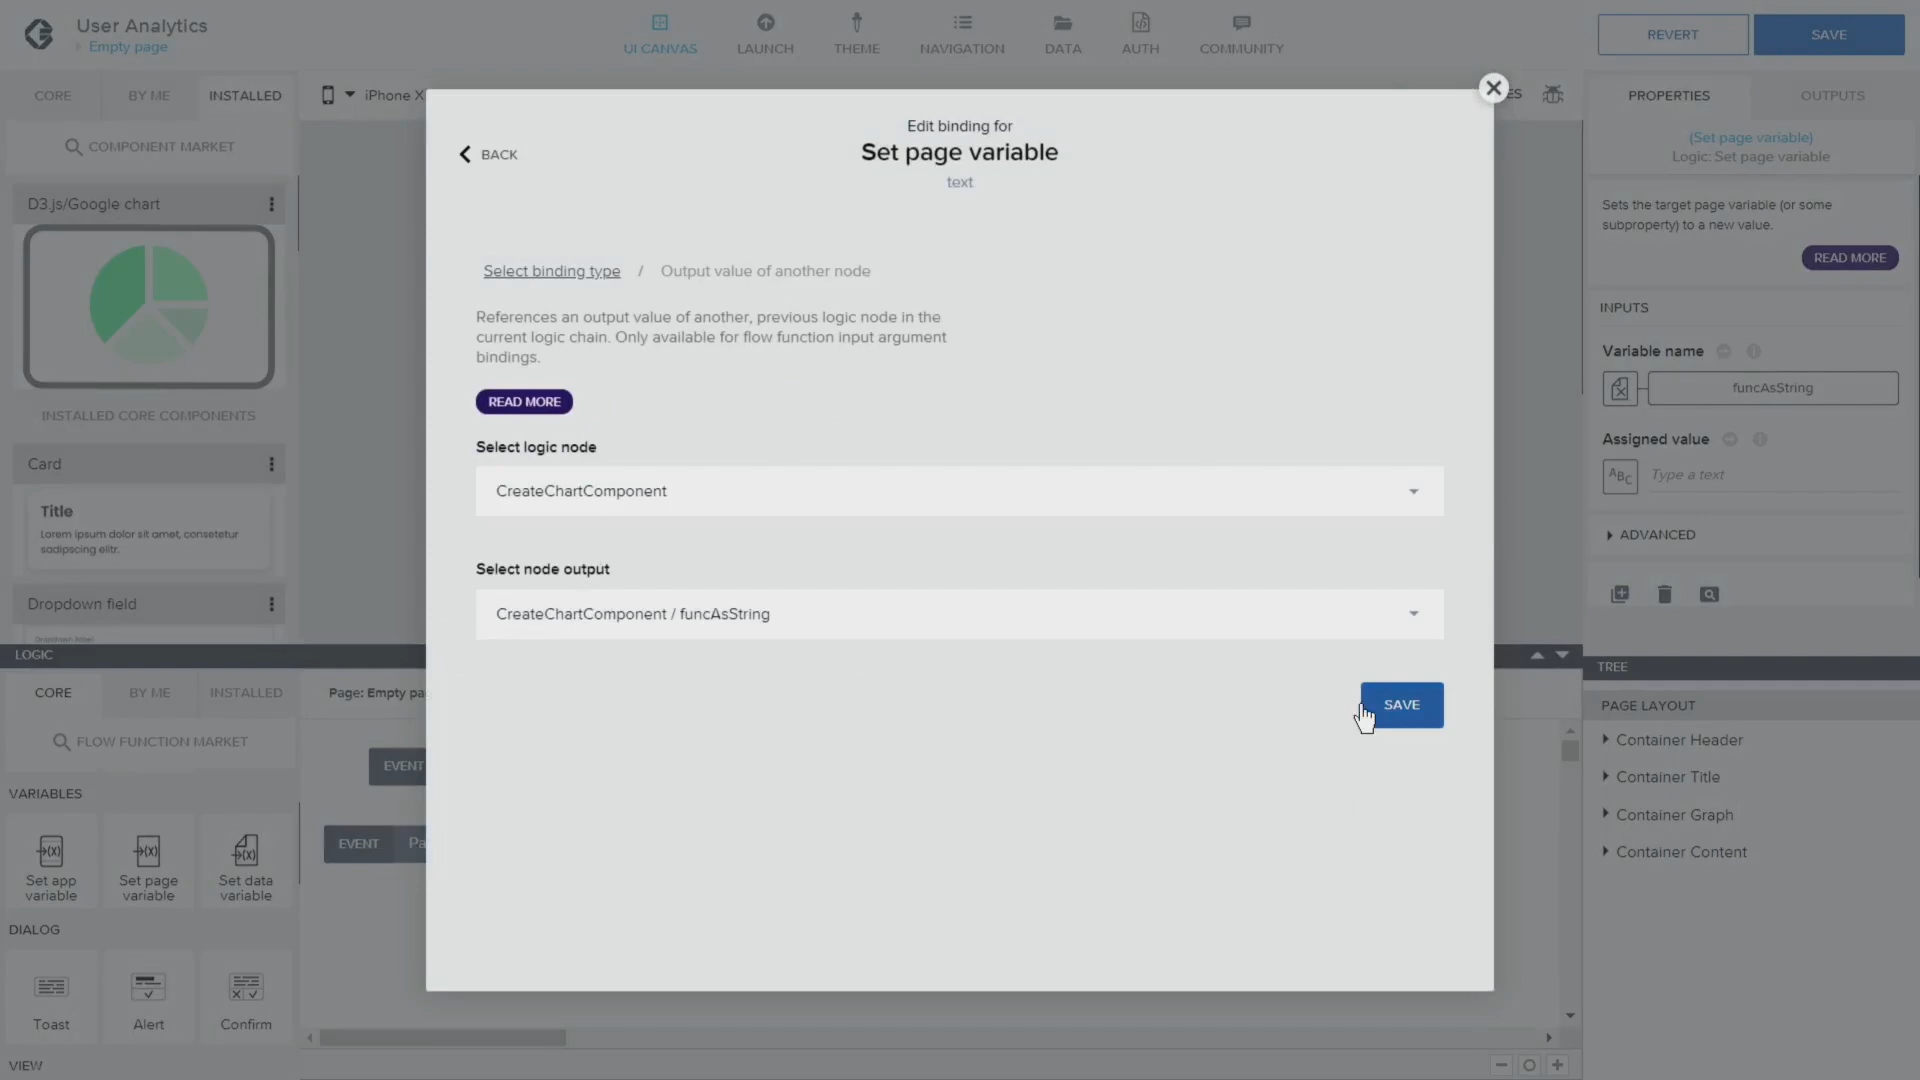 User Analytics
Empty page
UI CANVAS
LAUNCH
THEME
NAVIGATION
DATA
AUTH
COMMUNITY
REVERT
SAVE
CORE
BY ME
INSTALLED
COMPONENT MARKET
D3.js/Google chart
INSTALLED CORE COMPONENTS
Card
Title
Lorem ipsum dolor sit amet, consetetur
sadipscing elitr.
Dropdown field
Dropdown label
iPhone X
ES
Edit binding for
Set page variable
text
BACK
Select binding type / Output value of another node
References an output value of another, previous logic node in the
current logic chain. Only available for flow function input argument
bindings.
READ MORE
Select logic node
CreateChartComponent
Select node output
CreateChartComponent / funcAsString
SAVE
PROPERTIES
OUTPUTS
(Set page variable)
Logic: Set page variable
Sets the target page variable (or some
subproperty) to a new value.
READ MORE
INPUTS
Variable name
funcAsString
Assigned value
ABC
Type a text
ADVANCED
LOGIC
CORE
BY ME
INSTALLED
FLOW FUNCTION MARKET
VARIABLES
(x)
(x)
(x)
Set app
variable
Set page
variable
Set data
variable
DIALOG
Toast
Alert
Confirm
VIEW
Page: Empty pa
EVENT
EVENT
Pa
TREE
PAGE LAYOUT
Container Header
Container Title
Container Graph
Container Content